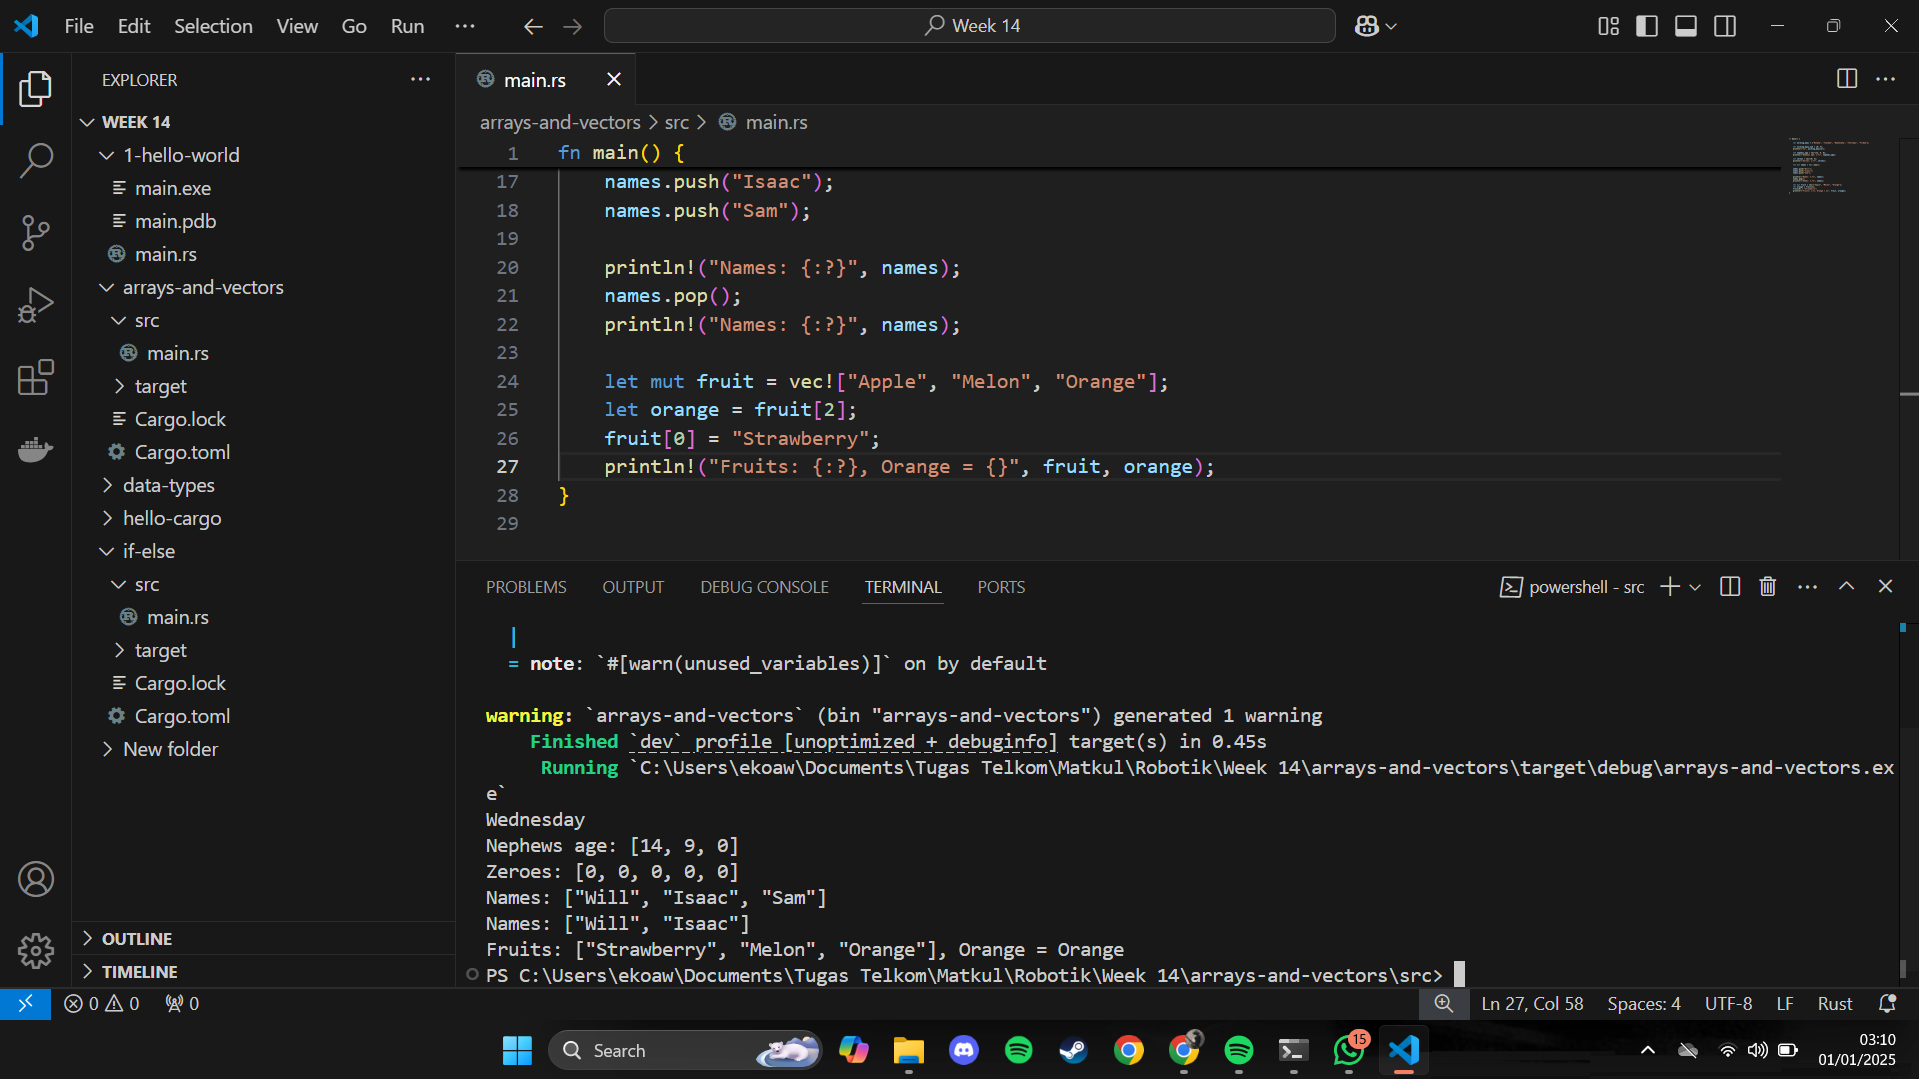 File Edit Selection View Go Run
Week 14
EXPLORER
WEEK 14
1-hello-world
main.exe
main.pdb
main.rs
arrays-and-vectors
src
main.rs
target
Cargo.lock
Cargo.toml
data-types
hello-cargo
if-else
src
main.rs
target
Cargo.lock
Cargo.toml
New folder
OUTLINE
TIMELINE
main.rs
arrays-and-vectors > src > main.rs
1 fn main() {
17 names.push("Isaac");
18 names.push("Sam");
19
20 println!("Names: {:?}", names);
21 names.pop();
22 println!("Names: {:?}", names);
23
24 let mut fruit = vec!["Apple", "Melon", "Orange"];
25 let orange = fruit[2];
26 fruit[0] = "Strawberry";
27 println!("Fruits: {:?}, Orange = {}", fruit, orange);
28 }
29
PROBLEMS OUTPUT DEBUG CONSOLE TERMINAL PORTS
powershell - src
|
= note: `#[warn(unused_variables)]` on by default
warning: `arrays-and-vectors` (bin "arrays-and-vectors") generated 1 warning
Finished `dev` profile [unoptimized + debuginfo] target(s) in 0.45s
Running `C:\Users\ekoaw\Documents\Tugas Telkom\Matkul\Robotik\Week 14\arrays-and-vectors\target\debug\arrays-and-vectors.ex
e`
Wednesday
Nephews age: [14, 9, 0]
Zeroes: [0, 0, 0, 0, 0]
Names: ["Will", "Isaac", "Sam"]
Names: ["Will", "Isaac"]
Fruits: ["Strawberry", "Melon", "Orange"], Orange = Orange
PS C:\Users\ekoaw\Documents\Tugas Telkom\Matkul\Robotik\Week 14\arrays-and-vectors\src>
0 0 0
Ln 27, Col 58 Spaces: 4 UTF-8 LF Rust
Search
15
03:10
01/01/2025